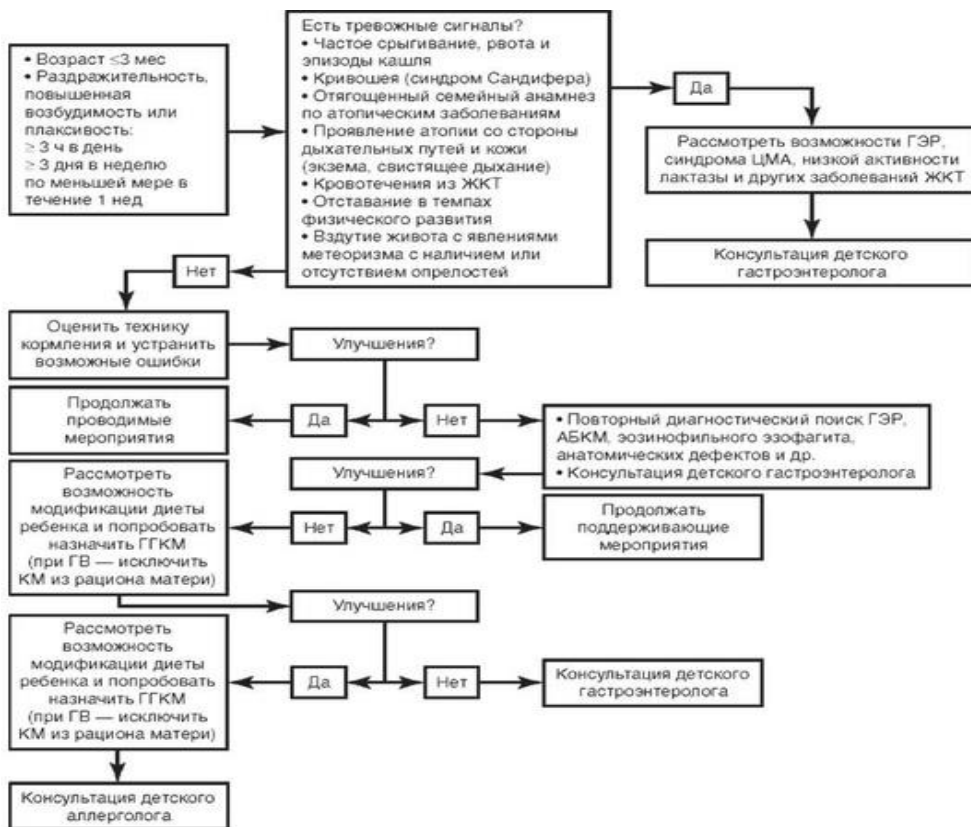 • Возраст ≤3 мес
• Раздражительность,
повышенная
возбудимость или
плаксивость:
≥ 3 ч в день
≥ 3 дня в неделю
по меньшей мере в
течение 1 нед
Есть тревожные сигналы?
• Частое срыгивание, рвота и
эпизоды кашля
• Кривошея (синдром Сандифера)
• Отягощенный семейный анамнез
по атопическим заболеваниям
• Проявление атопии со стороны
дыхательных путей и кожи
(экзема, свистящее дыхание)
• Кровотечения из ЖКТ
• Отставание в темпах
физического развития
• Вздутие живота с явлениями
метеоризма с наличием или
отсутствием опрелостей
Да
Рассмотреть возможности ГЭР,
синдрома ЦМА, низкой активности
лактазы и других заболеваний ЖКТ
Консультация детского
гастроэнтеролога
Нет
Оценить технику
кормления и устранить
возможные ошибки
Улучшения?
Продолжать
проводимые
мероприятия
Да
Нет
• Повторный диагностический поиск ГЭР,
АБКМ, эозинофильного эзофагита,
анатомических дефектов и др.
• Консультация детского гастроэнтеролога
Улучшения?
Рассмотреть
возможность
модификации диеты
ребенка и попробовать
назначить ГГКМ
(при ГВ — исключить
КМ из рациона матери)
Нет
Да
Продолжать
поддерживающие
мероприятия
Улучшения?
Рассмотреть
возможность
модификации диеты
ребенка и попробовать
назначить ГГКМ
(при ГВ — исключить
КМ из рациона матери)
Да
Нет
Консультация детского
гастроэнтеролога
Консультация детского
аллерголога